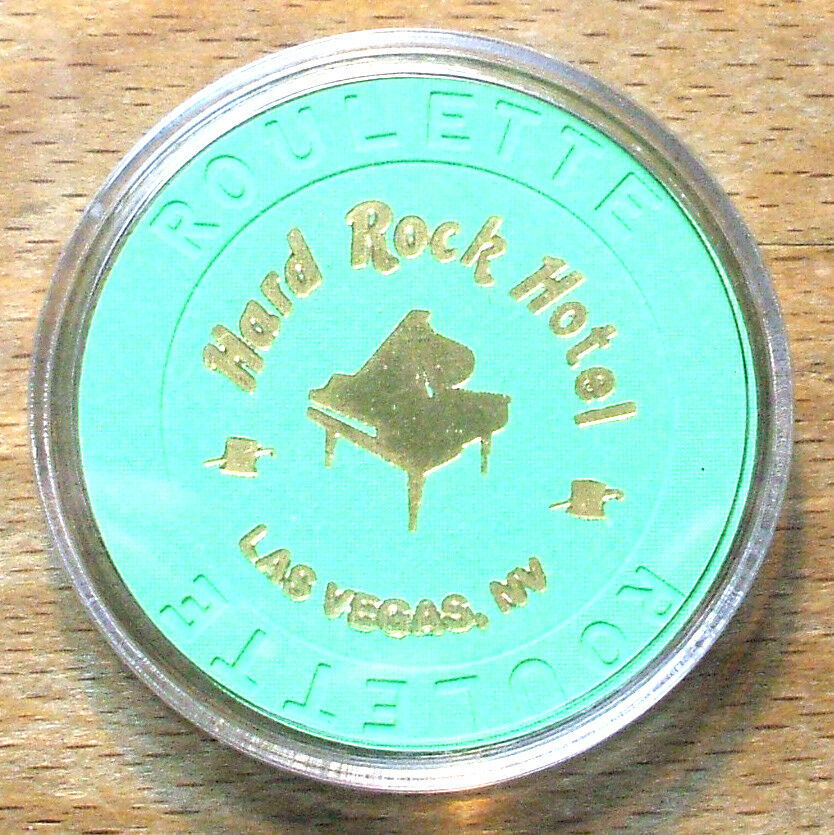 ROULETTE
Hard Rock Hotel
LAS VEGAS, NV
ROULETTE